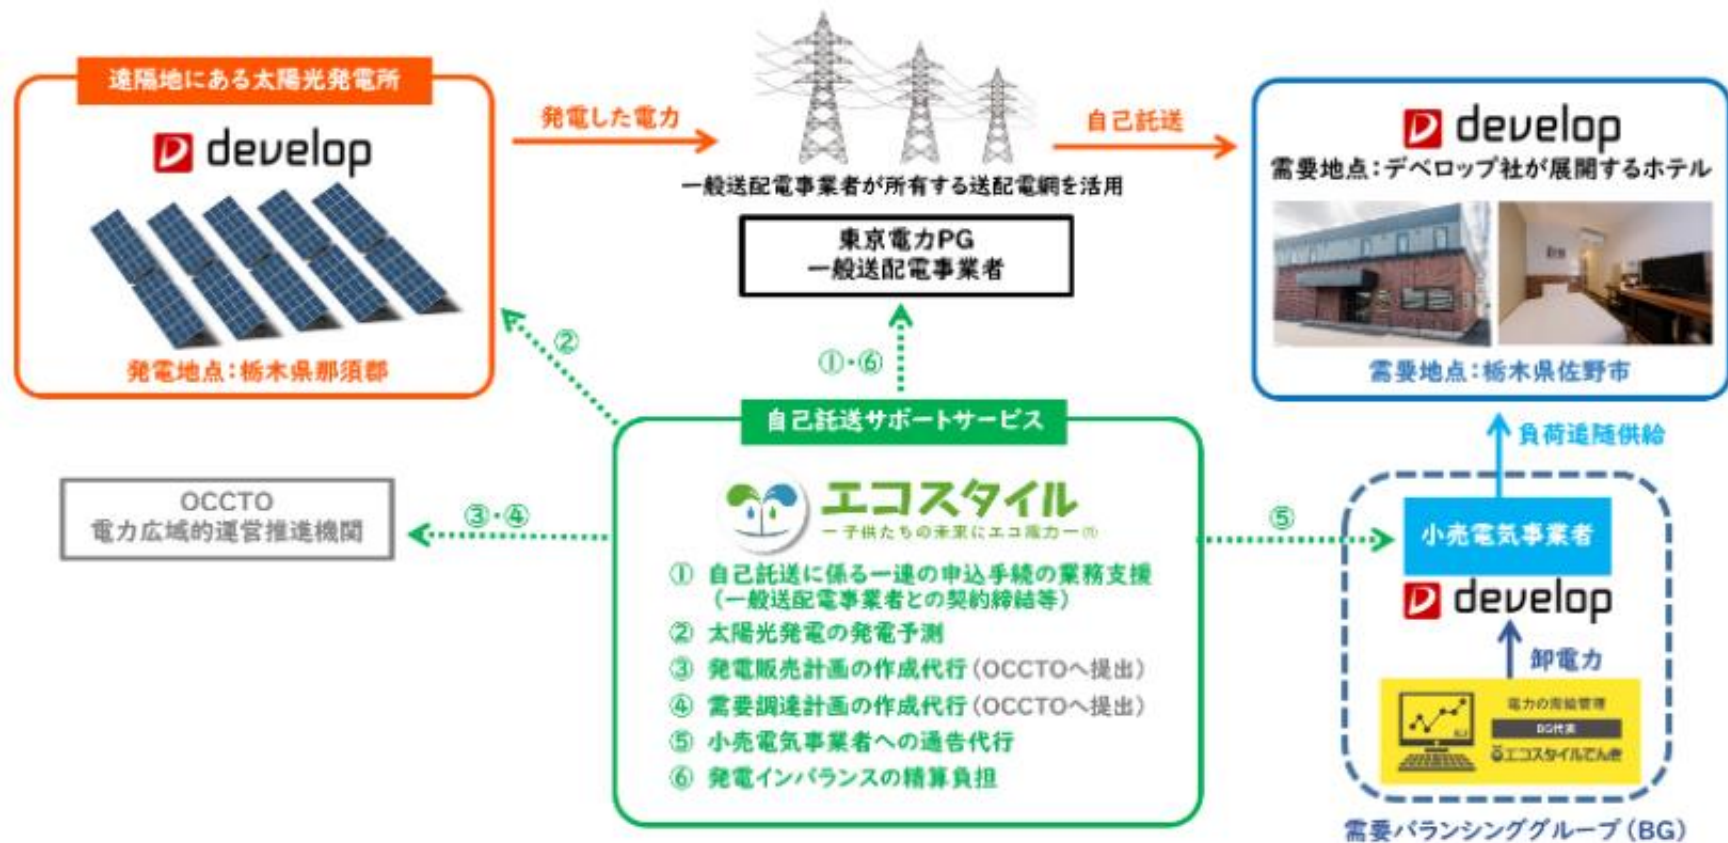 遠隔地にある太陽光発電所
develop
発電地点：栃木県那須郡
発電した電力
自己託送
一般送配電事業者が所有する送配電網を活用
東京電力PG
一般送配電事業者
develop
需要地点：デベロップ社が展開するホテル
需要地点：栃木県佐野市
②
①・⑥
③・④
⑤
OCCTO
電力広域的運営推進機関
自己託送サポートサービス
エコスタイル
ー子供たちの未来にエコ電力ー®
① 自己託送に係る一連の申込手続の業務支援
（一般送配電事業者との契約締結等）
② 太陽光発電の発電予測
③ 発電販売計画の作成代行（OCCTOへ提出）
④ 需要調達計画の作成代行（OCCTOへ提出）
⑤ 小売電気事業者への通告代行
⑥ 発電インバランスの精算負担
負荷追随供給
小売電気事業者
develop
卸電力
電力の需給管理
BG代表
エコスタイルでんき
需要バランシンググループ（BG）